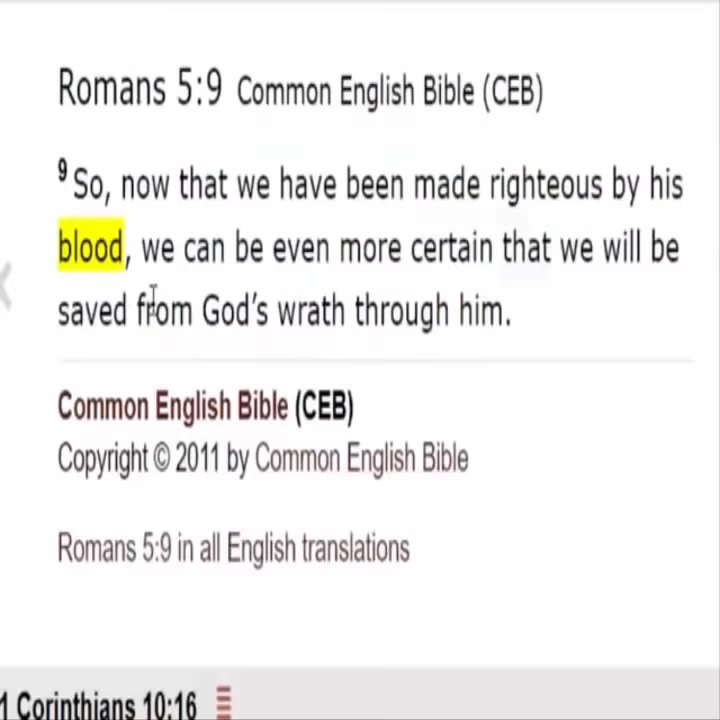 Romans 5:9 Common English Bible (CEB)
9 So, now that we have been made righteous by his
blood, we can be even more certain that we will be
saved from God’s wrath through him.
Common English Bible (CEB)
Copyright © 2011 by Common English Bible
Romans 5:9 in all English translations
1 Corinthians 10:16